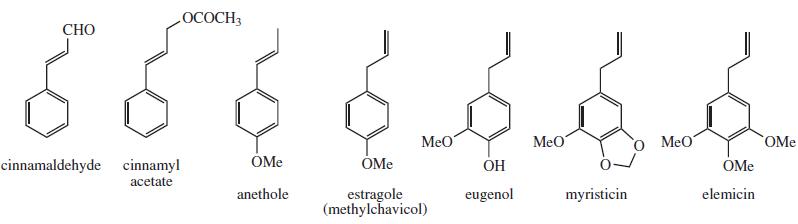 CHO
OCOCH3
OMe
OMe
MeO
OH
MeO
O
O
MeO
OMe
OMe
cinnamaldehyde
cinnamyl
acetate
anethole
estragole
(methylchavicol)
eugenol
myristicin
elemicin